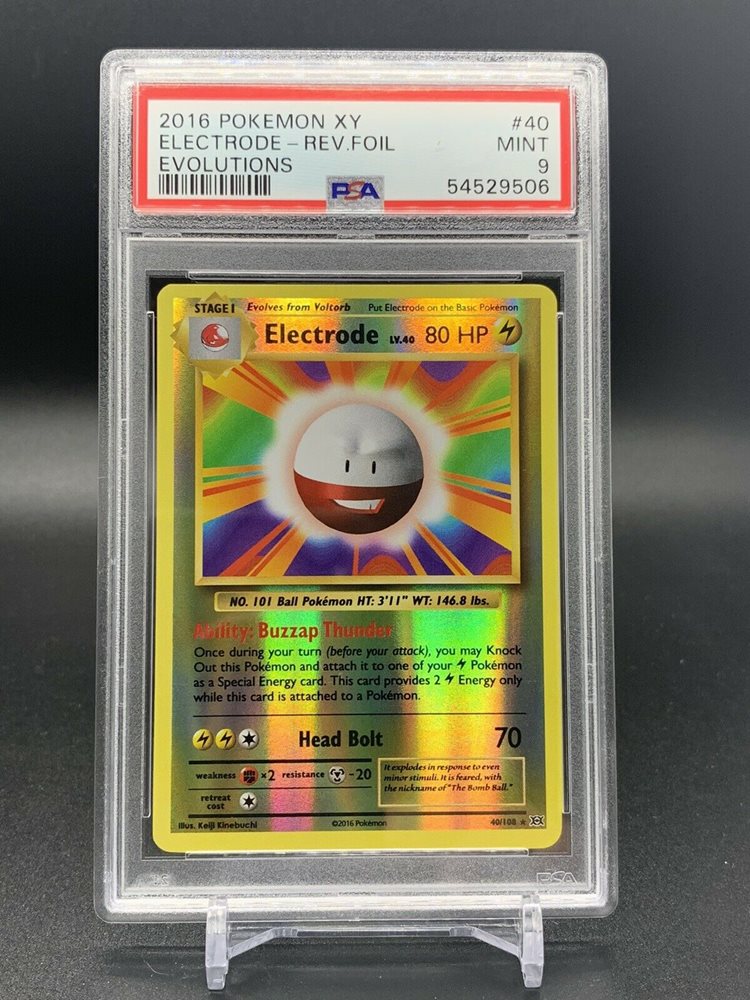 2016 POKEMON XY #40
ELECTRODE - REV.FOIL MINT
EVOLUTIONS 9
PSA 54529506
STAGE 1 Evolves from Voltorb Put Electrode on the Basic Pokémon
Electrode LV.40 80 HP
NO. 101 Ball Pokémon HT: 3'11" WT: 146.8 lbs.
Ability: Buzzap Thunder
Once during your turn (before your attack), you may Knock
Out this Pokémon and attach it to one of your Pokémon
as a Special Energy card. This card provides 2 Energy only
while this card is attached to a Pokémon.
Head Bolt 70
weakness ×2 resistance -20
retreat
cost
It explodes in response to even
minor stimuli. It is feared, with
the nickname of "The Bomb Ball."
Illus. Keiji Kinebuchi ©2016 Pokémon 40/108 ★
PSA